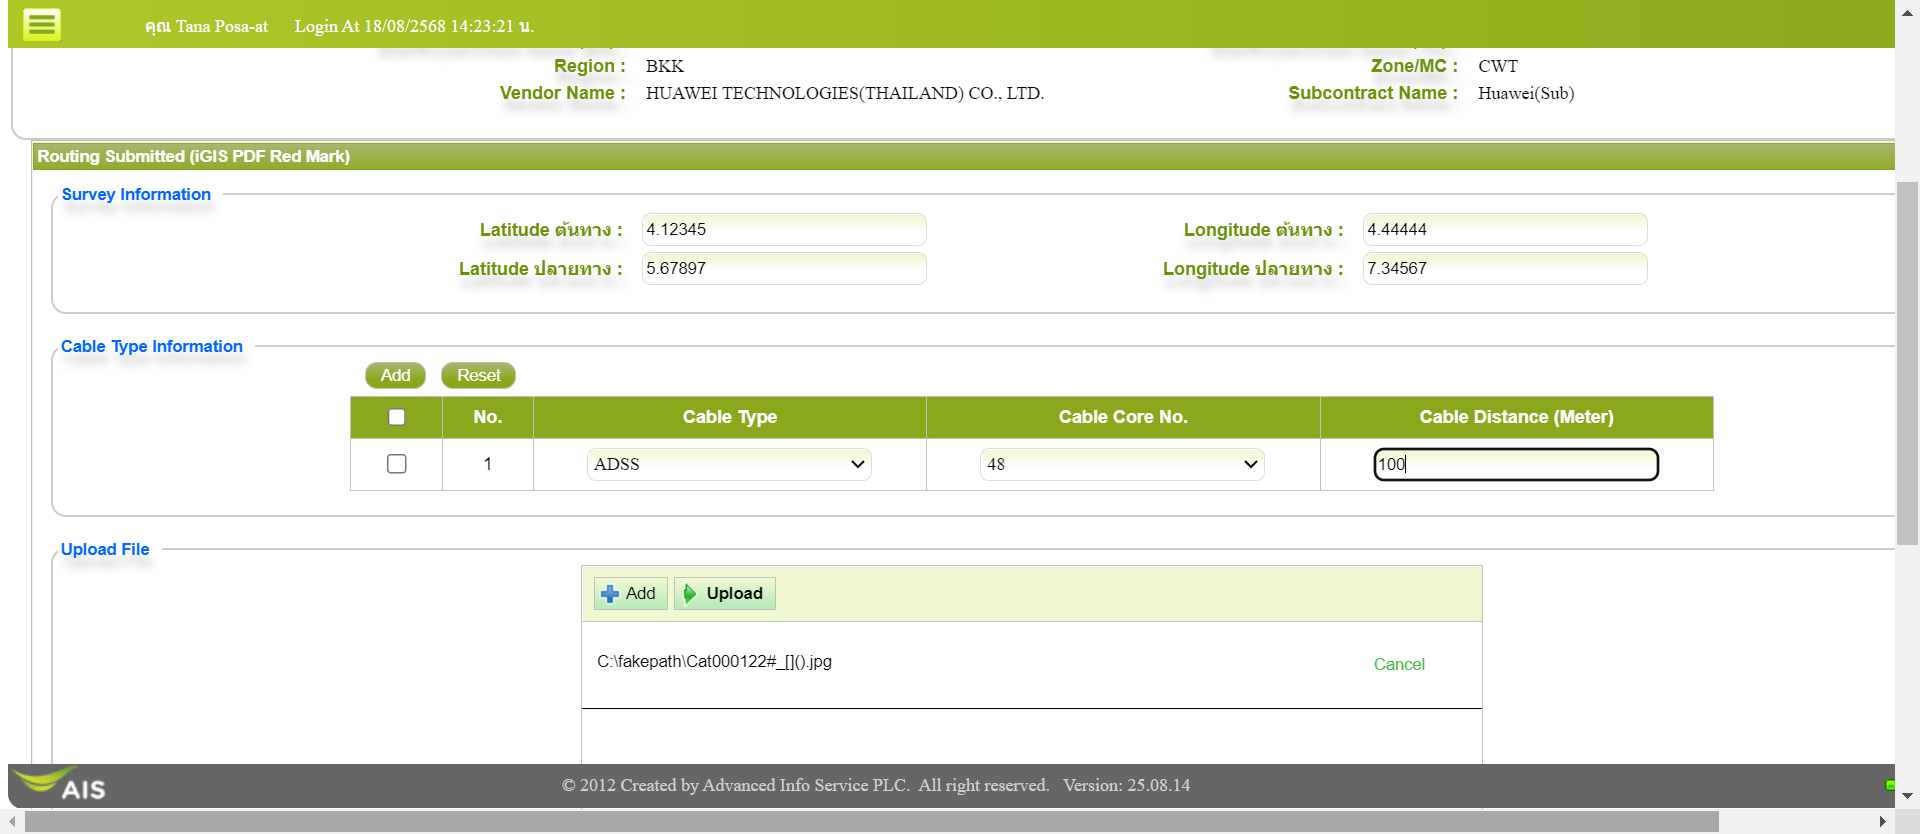 คุณ Tana Posa-at Login At 18/08/2568 14:23:21 น.
Region : BKK Zone/MC : CWT
Vendor Name : HUAWEI TECHNOLOGIES(THAILAND) CO., LTD. Subcontract Name : Huawei(Sub)
Routing Submitted (iGIS PDF Red Mark)
Survey Information
Latitude ต้นทาง : 4.12345 Longitude ต้นทาง : 4.44444
Latitude ปลายทาง : 5.67897 Longitude ปลายทาง : 7.34567
Cable Type Information
Add Reset
No. Cable Type Cable Core No. Cable Distance (Meter)
1 ADSS 48 100
Upload File
Add Upload
C:\fakepath\Cat000122#_[]().jpg Cancel
AIS © 2012 Created by Advanced Info Service PLC. All right reserved. Version: 25.08.14